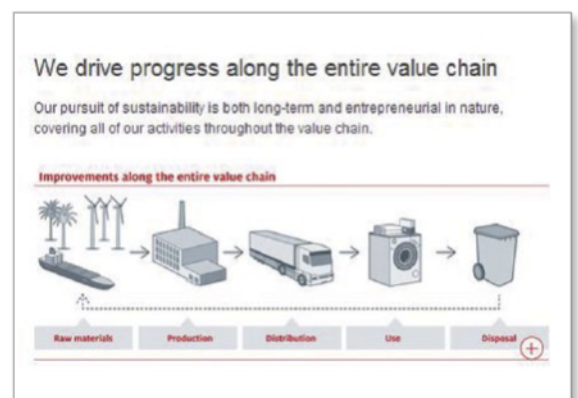 We drive progress along the entire value chain
Our pursuit of sustainability is both long-term and entrepreneurial in nature,
covering all of our activities throughout the value chain.
Improvements along the entire value chain
Raw materials
Production
Distribution
Use
Disposal